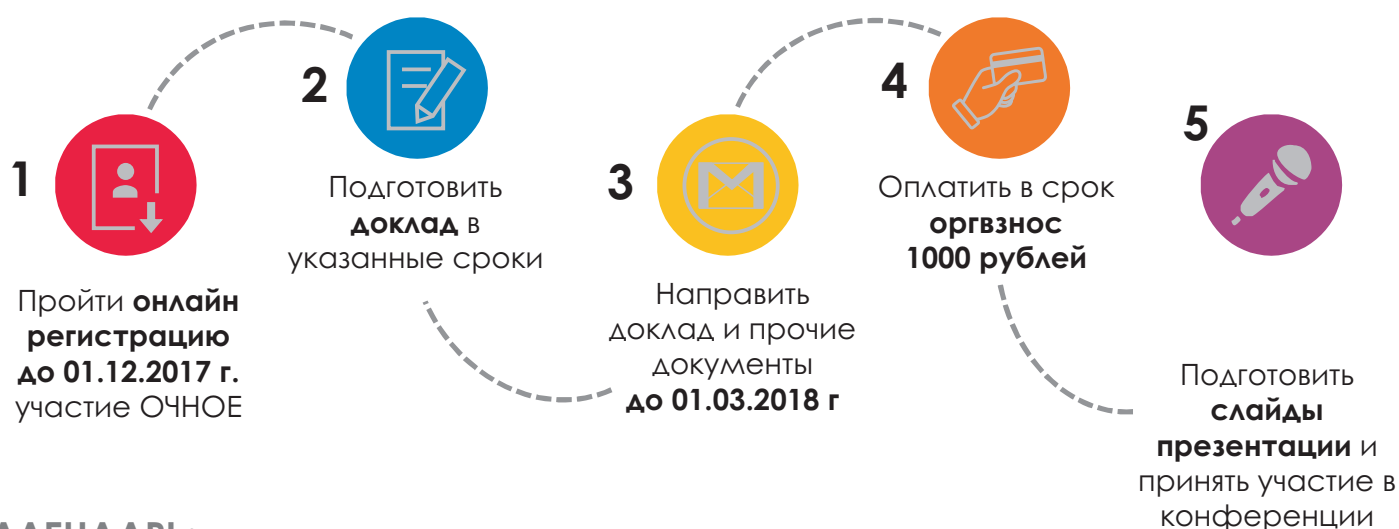 1
Пройти онлайн
регистрацию
до 01.12.2017 г.
участие ОЧНОЕ
2
Подготовить
доклад в
указанные сроки
3
Направить
доклад и прочие
документы
до 01.03.2018 г
4
Оплатить в срок
оргвзнос
1000 рублей
5
Подготовить
слайды
презентации и
принять участие в
конференции